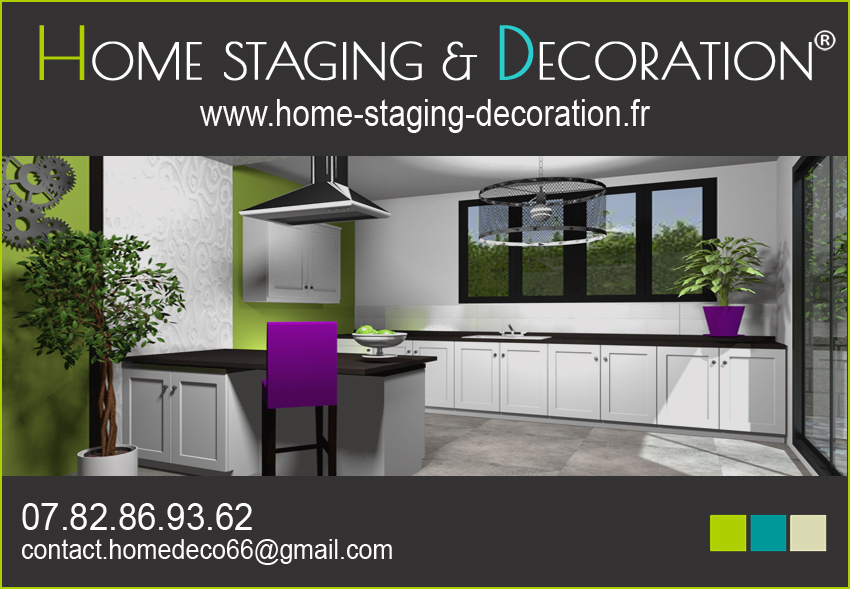 HOME STAGING & DECORATION®
www.home-staging-decoration.fr
07.82.86.93.62
contact.homedeco66@gmail.com